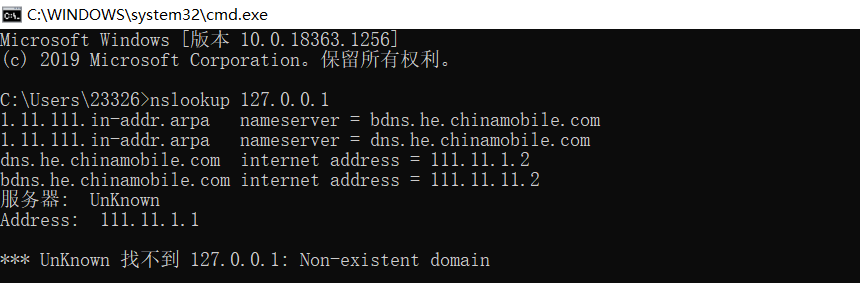 C:\WINDOWS\system32\cmd.exe
Microsoft Windows [版本 10.0.18363.1256]
(c) 2019 Microsoft Corporation。保留所有权利。
C:\Users\23326>nslookup 127.0.0.1
1.11.111.in-addr.arpa   nameserver = bdns.he.chinamobile.com
1.11.111.in-addr.arpa   nameserver = dns.he.chinamobile.com
dns.he.chinamobile.com  internet address = 111.11.1.2
bdns.he.chinamobile.com internet address = 111.11.11.2
服务器:  UnKnown
Address:  111.11.1.1
*** UnKnown 找不到 127.0.0.1: Non-existent domain